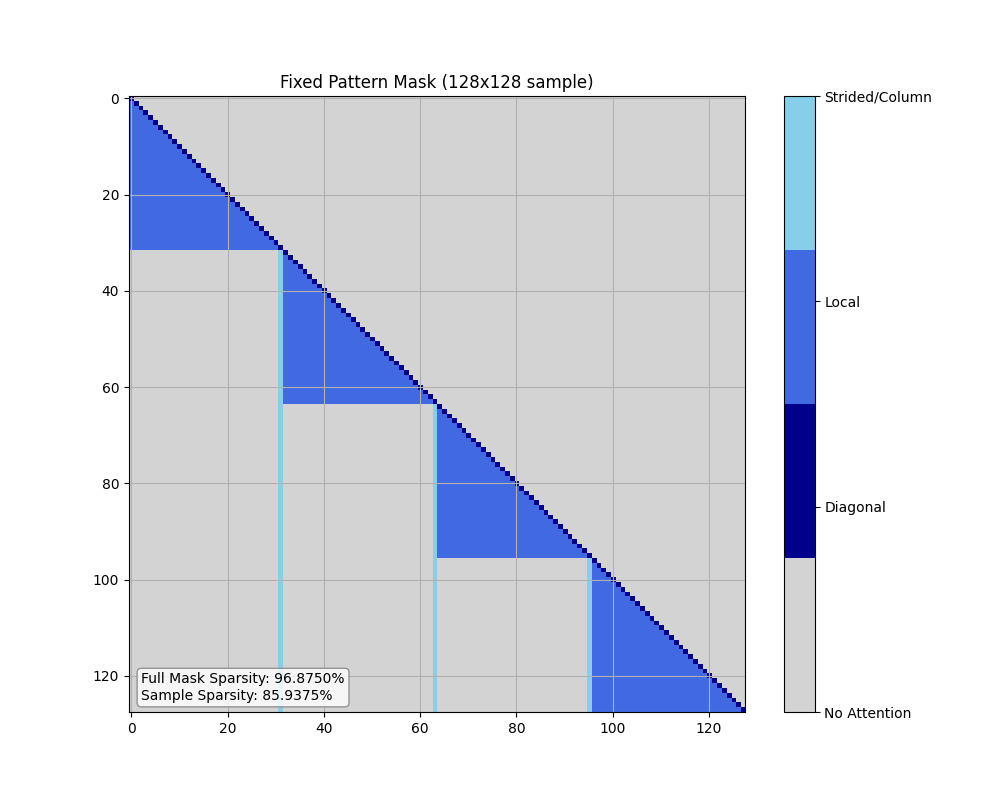 Fixed Pattern Mask (128x128 sample)
0
20
40
60
80
100
120
Full Mask Sparsity: 96.8750%
Sample Sparsity: 85.9375%
0 20 40 60 80 100 120
Strided/Column
Local
Diagonal
No Attention